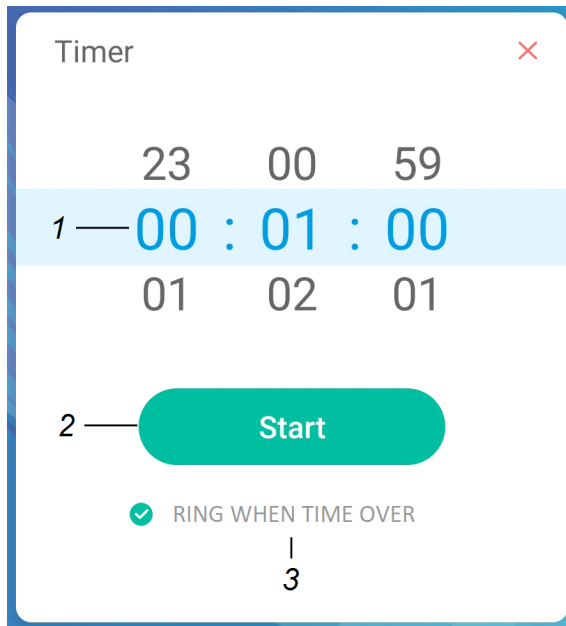 Timer
23 00 59
1 00 : 01 : 00
01 02 01
2 Start
RING WHEN TIME OVER
3